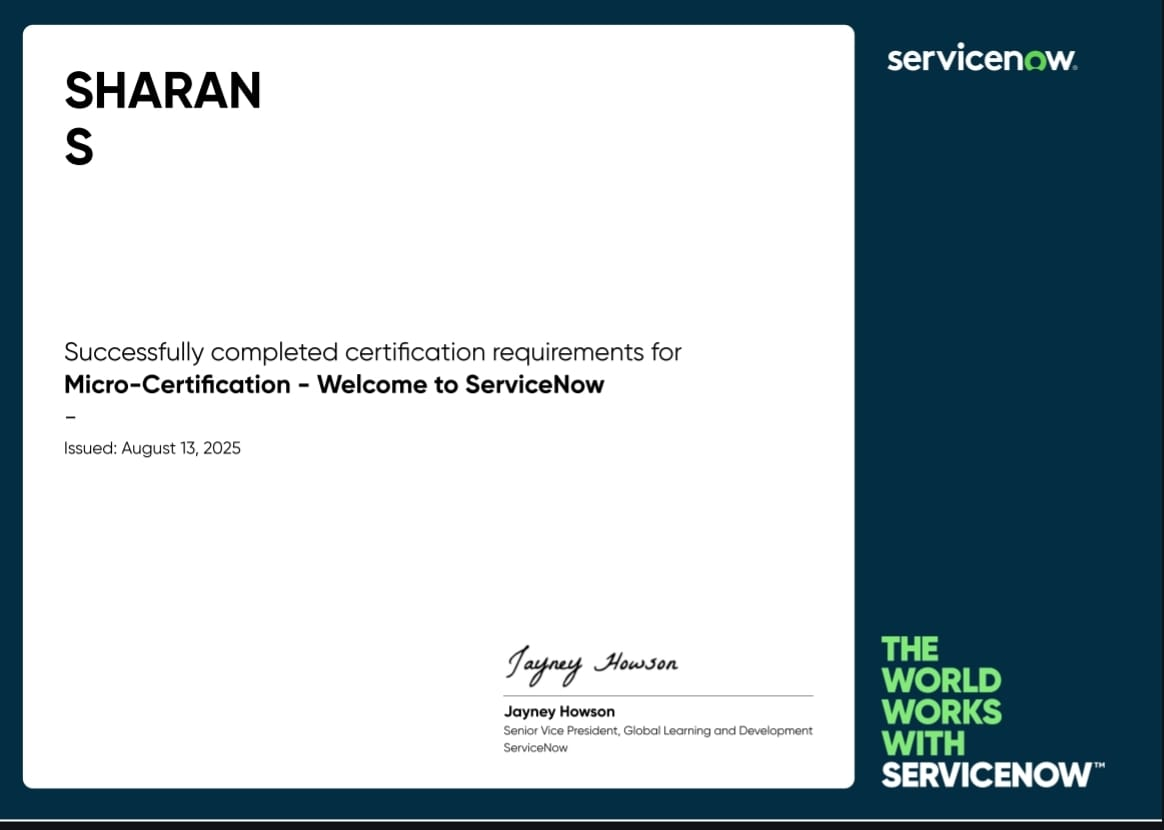 SHARAN
S
Successfully completed certification requirements for
Micro-Certification - Welcome to ServiceNow
–
Issued: August 13, 2025
Jayney Howson
Jayney Howson
Senior Vice President, Global Learning and Development
ServiceNow
servicenow®
THE
WORLD
WORKS
WITH
SERVICENOW™